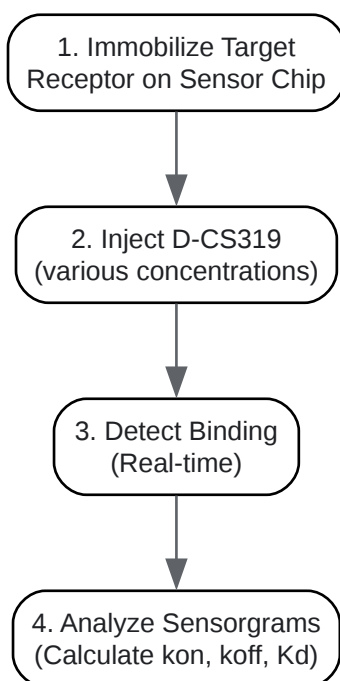 1. Immobilize Target
Receptor on Sensor Chip
2. Inject D-CS319
(various concentrations)
3. Detect Binding
(Real-time)
4. Analyze Sensorgrams
(Calculate kon, koff, Kd)